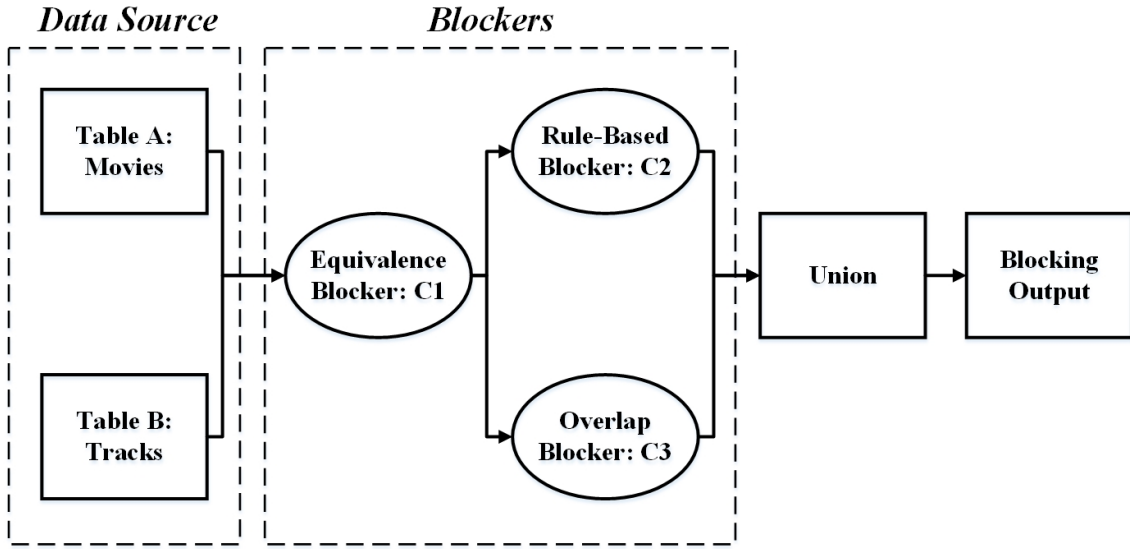 Data Source
Blockers
Table A:
Movies
Rule-Based
Blocker: C2
Equivalence
Blocker: C1
Union
Blocking
Output
Table B:
Tracks
Overlap
Blocker: C3